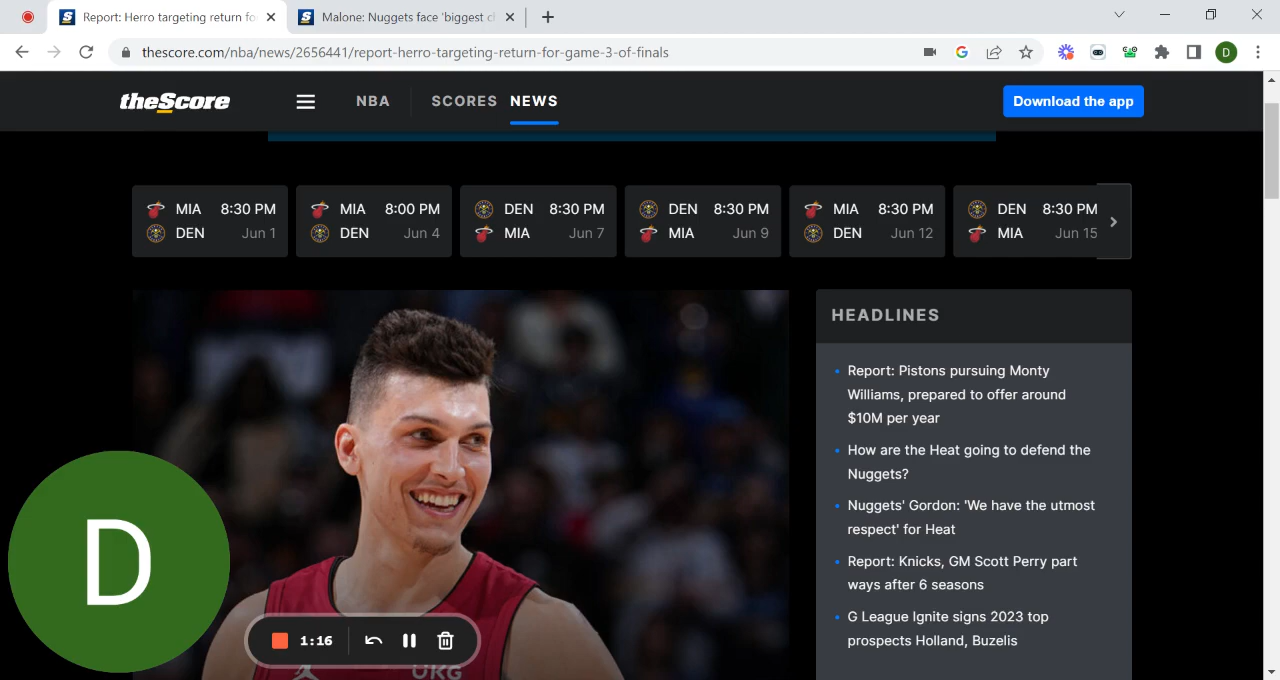 Report: Herro targeting return fo
Malone: Nuggets face 'biggest cl
thescore.com/nba/news/2656441/report-herro-targeting-return-for-game-3-of-finals
D
theScore
NBA
SCORES
NEWS
Download the app
MIA 8:30 PM
DEN Jun 1
MIA 8:00 PM
DEN Jun 4
DEN 8:30 PM
MIA Jun 7
DEN 8:30 PM
MIA Jun 9
MIA 8:30 PM
DEN Jun 12
DEN 8:30 PM
MIA Jun 15
HEADLINES
Report: Pistons pursuing Monty
Williams, prepared to offer around
$10M per year
How are the Heat going to defend the
Nuggets?
Nuggets' Gordon: 'We have the utmost
respect' for Heat
Report: Knicks, GM Scott Perry part
ways after 6 seasons
G League Ignite signs 2023 top
prospects Holland, Buzelis
D
1:16
UKG